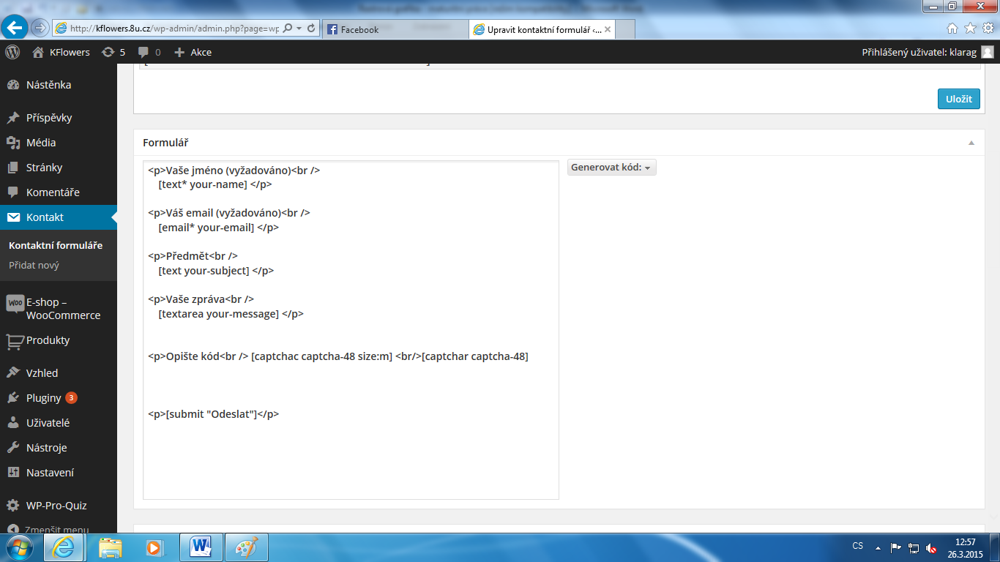 http://kflowers.8u.cz/wp-admin/admin.php?page=wp
Facebook
Upravit kontaktní formulář ‹...
KFlowers
5
0
Akce
Přihlášený uživatel: klarag
Nástěnka
Příspěvky
Média
Stránky
Komentáře
Kontakt
Kontaktní formuláře
Přidat nový
Woo
E-shop –
WooCommerce
Produkty
Vzhled
Pluginy 3
Uživatelé
Nástroje
Nastavení
WP-Pro-Quiz
Zmenšit menu
Uložit
Formulář
<p>Vaše jméno (vyžadováno)<br />
[text* your-name] </p>
<p>Váš email (vyžadováno)<br />
[email* your-email] </p>
<p>Předmět<br />
[text your-subject] </p>
<p>Vaše zpráva<br />
[textarea your-message] </p>
<p>Opište kód<br /> [captchac captcha-48 size:m] <br/>[captchar captcha-48]
<p>[submit "Odeslat"]</p>
Generovat kód:
CS
12:57
26.3.2015